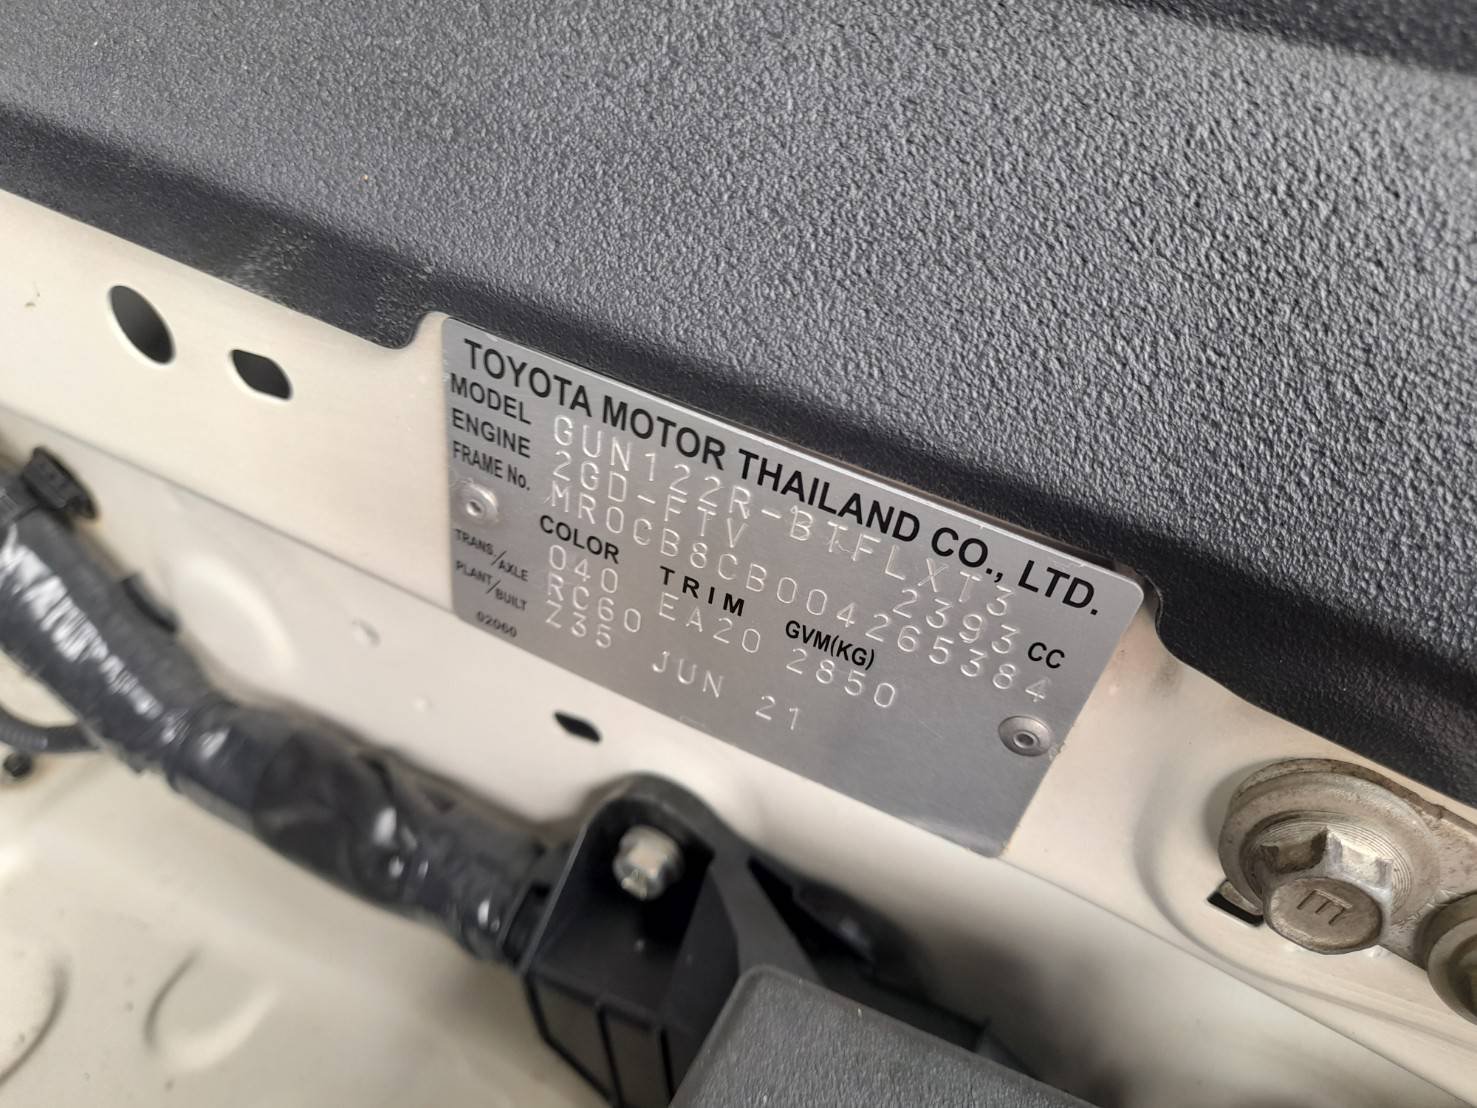 TOYOTA MOTOR THAILAND CO., LTD.
MODEL GUN122R-BTFLXT3
ENGINE 2GD-FTV 2393 CC
FRAME No. MR0CB8CB004265384
COLOR TRIM GVM(KG)
040 EA20 2850
TRANS./AXLE RC60
PLANT/BUILT Z35 JUN 21
02060
E